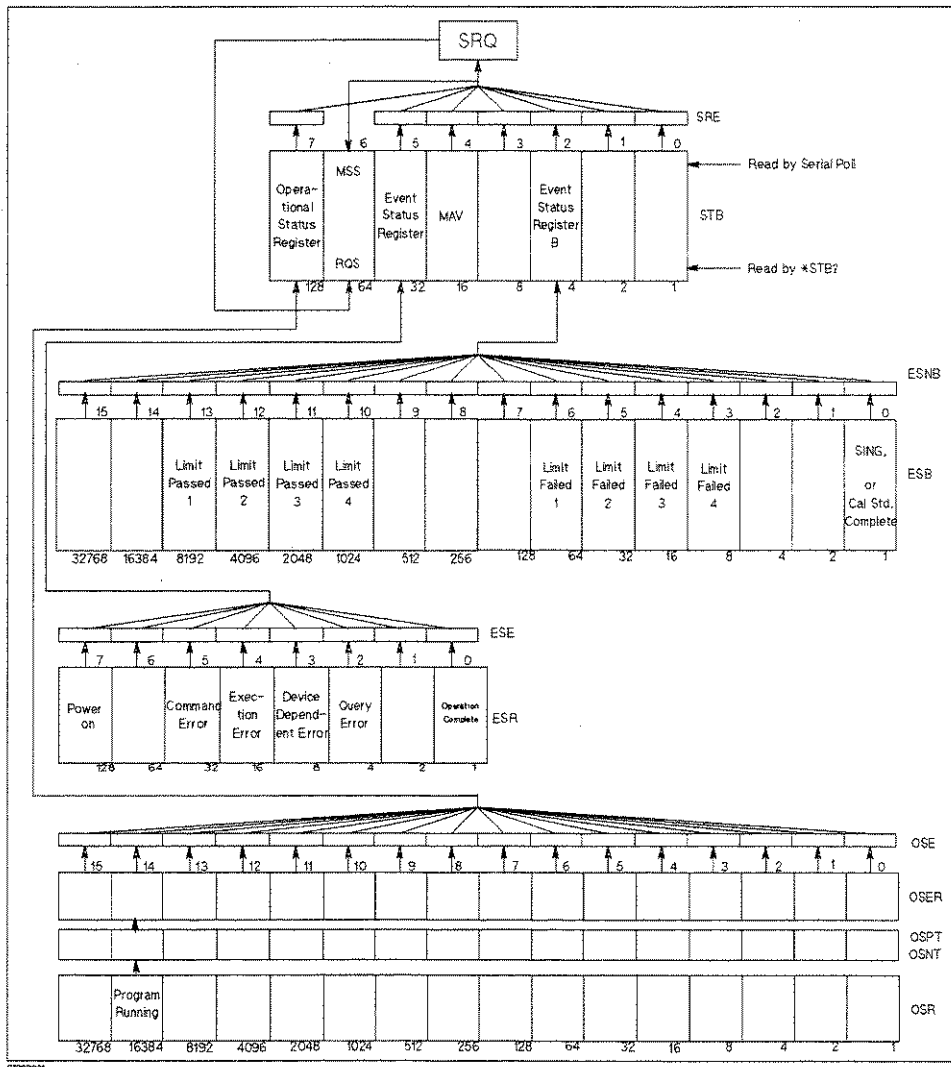 SRQ
SRE
7 6 5 4 3 2 1 0
Read by Serial Poll
Opera-
tional
Status
Register
MSS
RQS
Event
Status
Register
MAV
Event
Status
Register
B
STB
Read by *STB?
128 64 32 16 8 4 2 1
ESNB
15 14 13 12 11 10 9 8 7 6 5 4 3 2 1 0
Limit
Passed
1
Limit
Passed
2
Limit
Passed
3
Limit
Passed
4
Limit
Failed
1
Limit
Failed
2
Limit
Failed
3
Limit
Failed
4
SING,
or
Cal Std.
Complete
ESB
32768 16384 8192 4096 2048 1024 512 256 128 64 32 16 8 4 2 1
ESE
7 6 5 4 3 2 1 0
Power
on
Command
Error
Exec-
tion
Error
Device
Depend-
ent Error
Query
Error
Operation
Complete
ESR
128 64 32 16 8 4 2 1
OSE
15 14 13 12 11 10 9 8 7 6 5 4 3 2 1 0
OSER
OSPT
OSNT
Program
Running
OSR
32768 16384 8192 4096 2048 1024 512 256 128 64 32 16 8 4 2 1